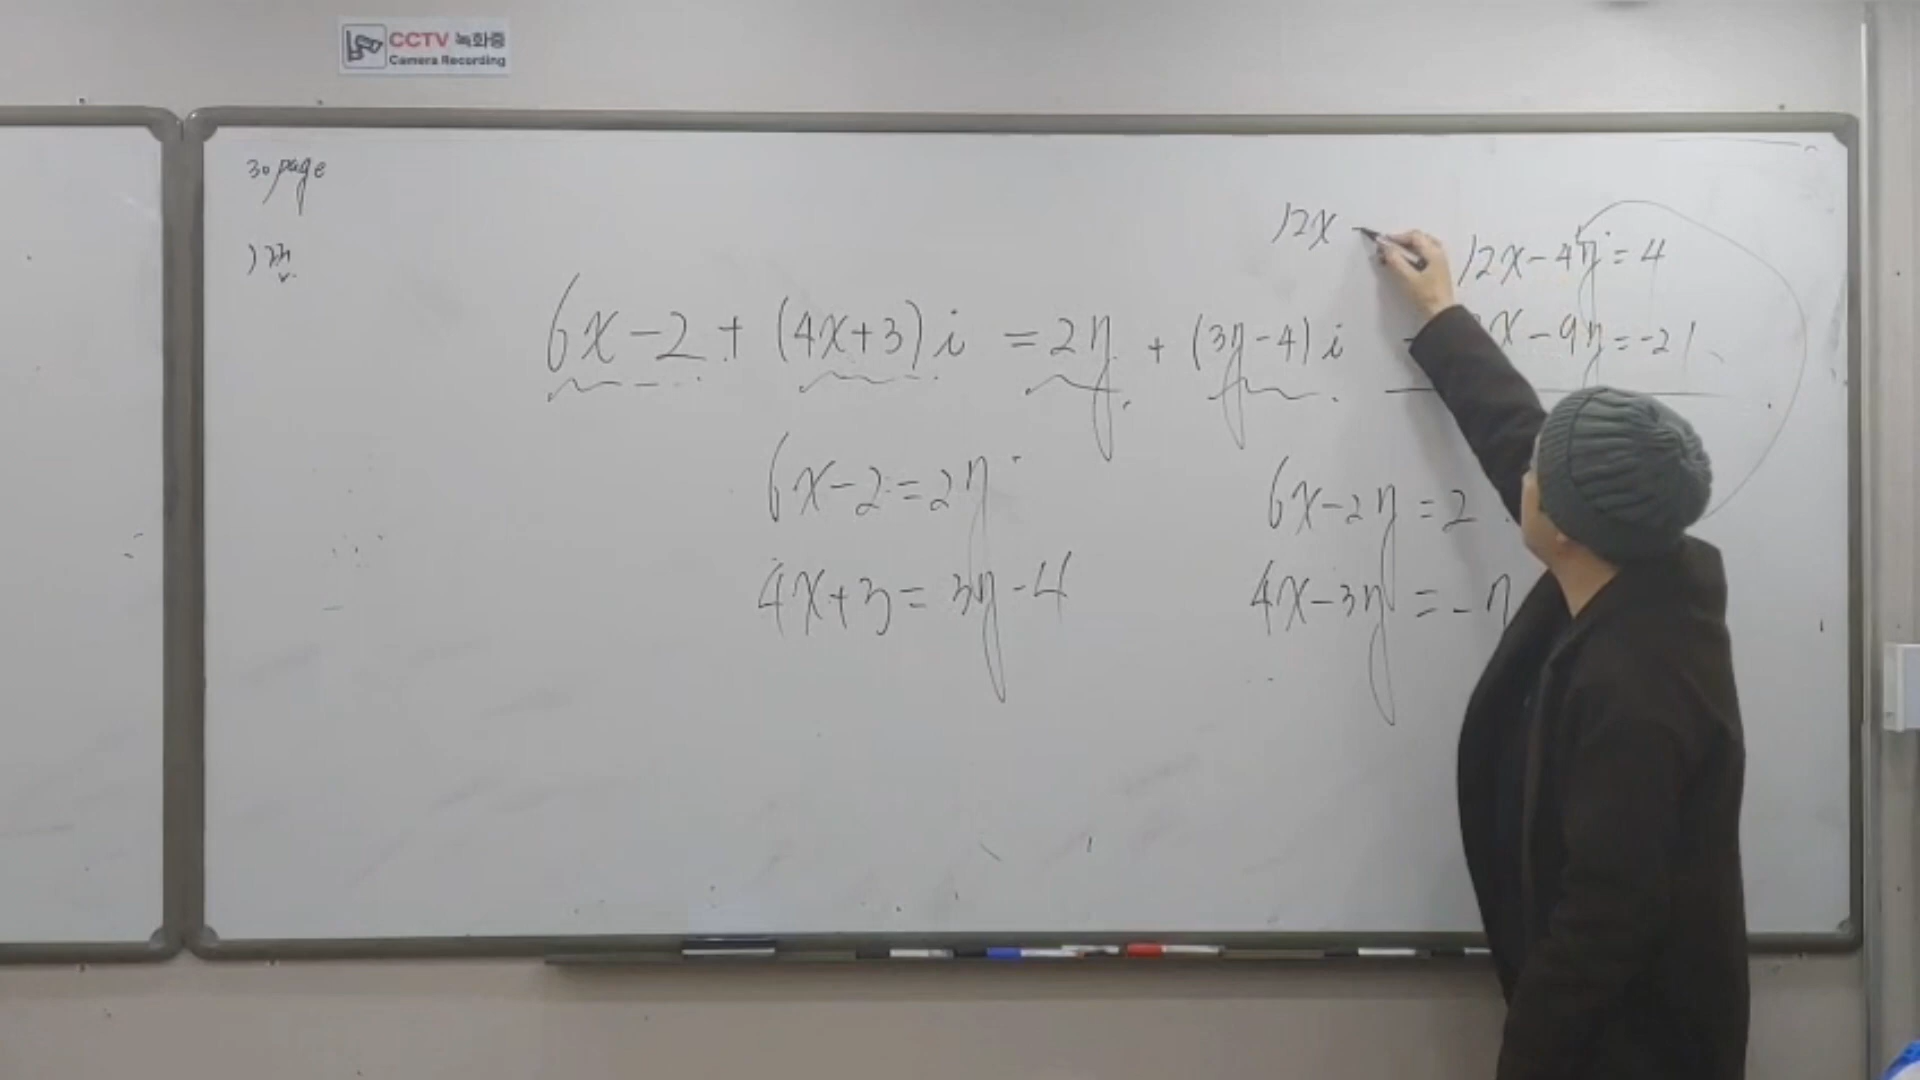 CCTV 녹화중
Camera Recording
30 page
1번
12x -
12x - 4y = 4
x - 9y = -21
6x - 2 + (4x+3)i = 2y + (3y-4)i
6x - 2 = 2y
6x - 2y = 2
4x + 3 = 3y - 4
4x - 3y = -7